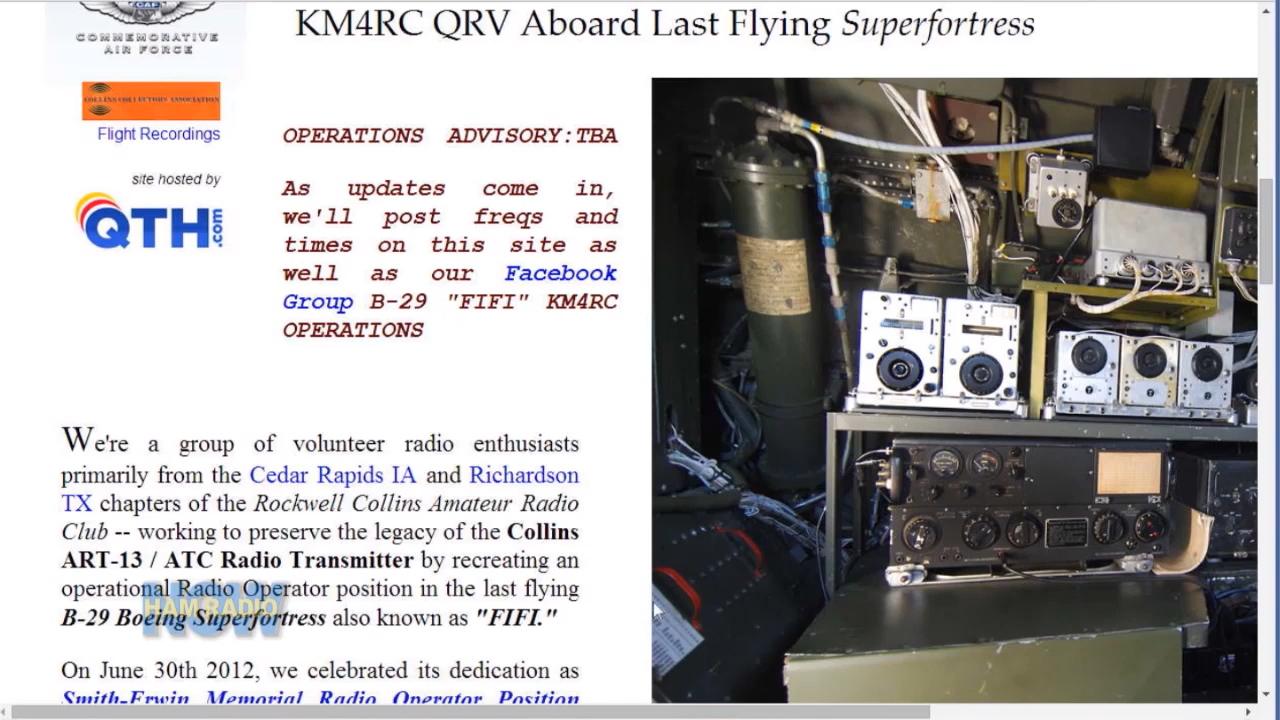 KM4RC QRV Aboard Last Flying Superfortress
CAF
COMMEMORATIVE
AIR FORCE
COLLINS COLLECTORS ASSOCIATION
Flight Recordings
site hosted by
QTH.com
OPERATIONS ADVISORY:TBA
As updates come in,
we'll post freqs and
times on this site as
well as our Facebook
Group B-29 "FIFI" KM4RC
OPERATIONS
We're a group of volunteer radio enthusiasts
primarily from the Cedar Rapids IA and Richardson
TX chapters of the Rockwell Collins Amateur Radio
Club -- working to preserve the legacy of the Collins
ART-13 / ATC Radio Transmitter by recreating an
operational Radio Operator position in the last flying
B-29 Boeing Superfortress also known as "FIFI."
HAM RADIO
NOW
On June 30th 2012, we celebrated its dedication as
Smith-Erwin Memorial Radio Operator Position